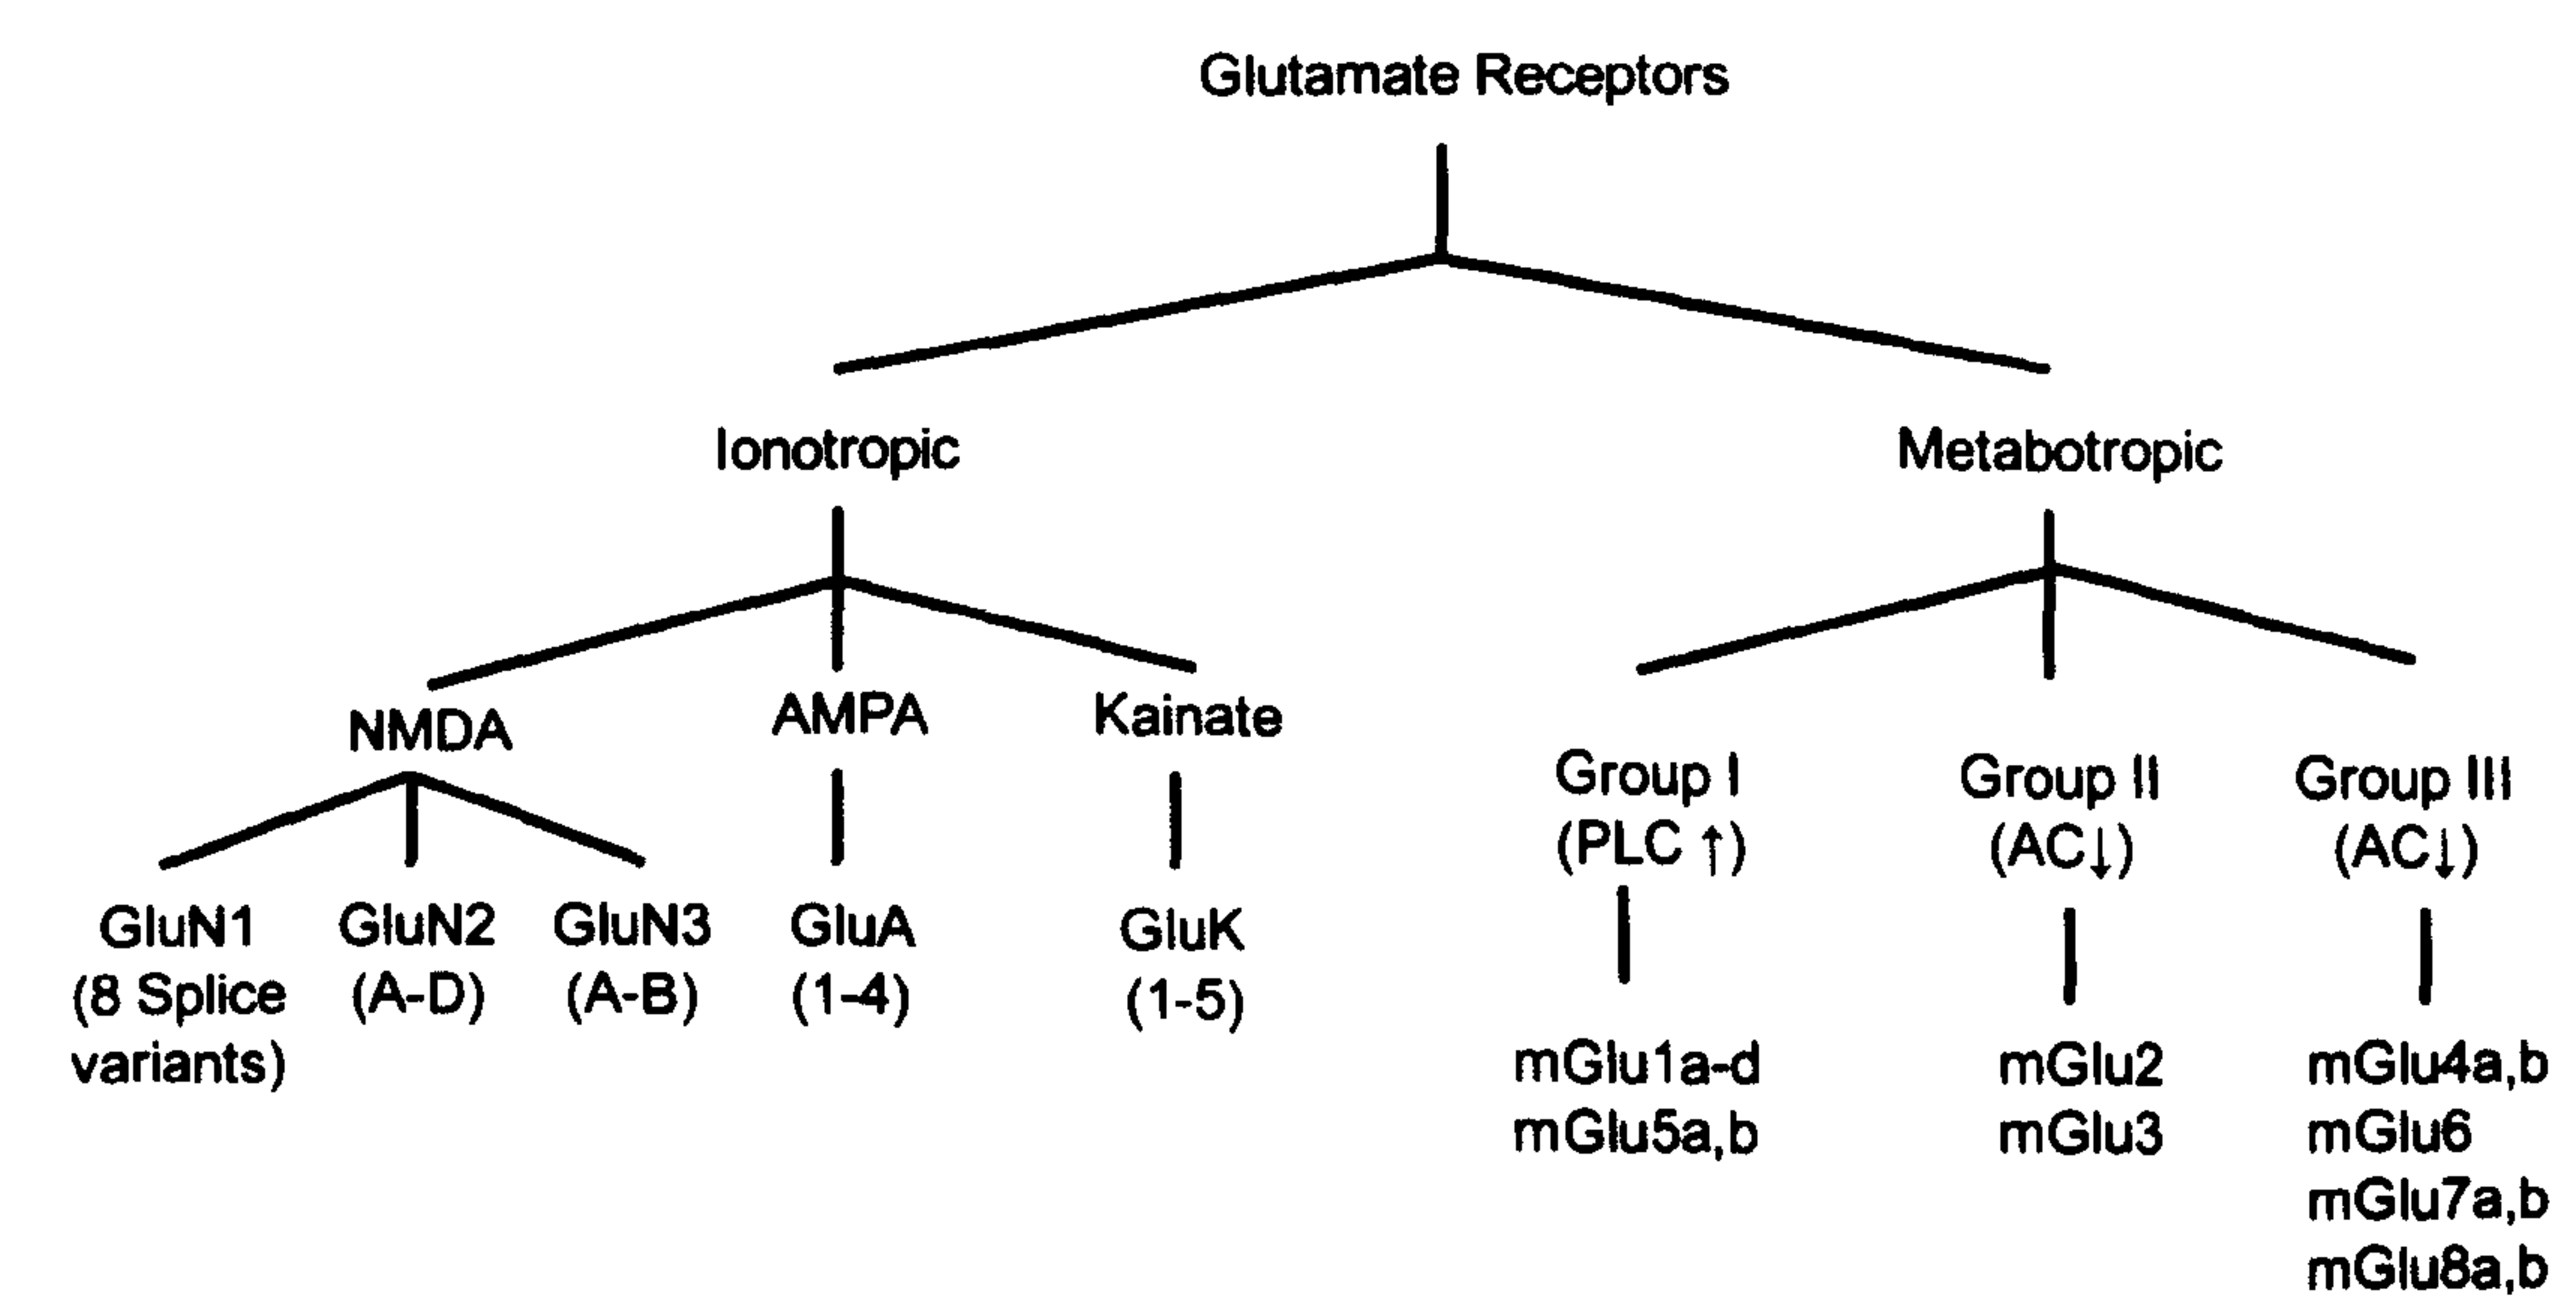 Glutamate Receptors
Ionotropic
Metabotropic
NMDA
AMPA
Kainate
GluN1
(8 Splice
variants)
GluN2
(A-D)
GluN3
(A-B)
GluA
(1-4)
GluK
(1-5)
Group I
(PLC ↑)
mGlu1a-d
mGlu5a,b
Group II
(AC↓)
mGlu2
mGlu3
Group III
(AC↓)
mGlu4a,b
mGlu6
mGlu7a,b
mGlu8a,b